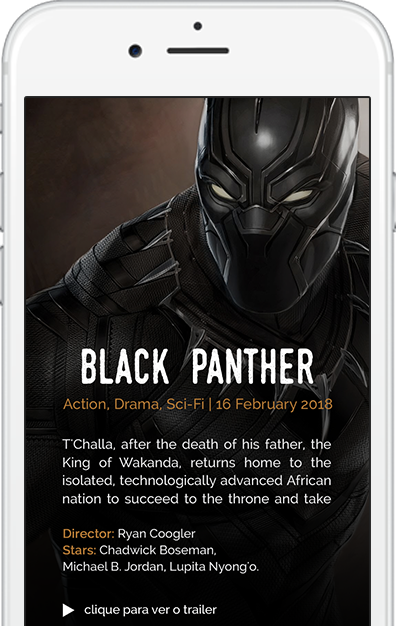 BLACK PANTHER
Action, Drama, Sci-Fi | 16 February 2018
T'Challa, after the death of his father, the
King of Wakanda, returns home to the
isolated, technologically advanced African
nation to succeed to the throne and take
Director: Ryan Coogler
Stars: Chadwick Boseman,
Michael B. Jordan, Lupita Nyong'o.
clique para ver o trailer